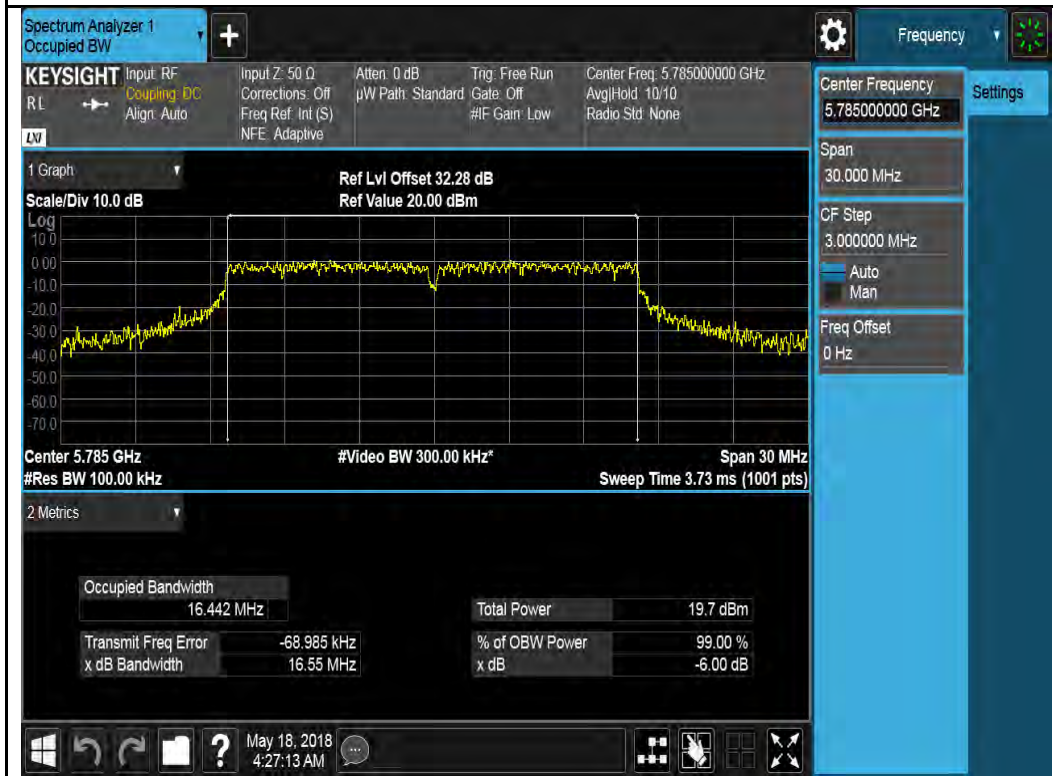 Spectrum Analyzer 1
Occupied BW
Frequency
KEYSIGHT
RL
LXI
Input: RF
Coupling: DC
Align: Auto
Input Z: 50 Ω
Corrections: Off
Freq Ref: Int (S)
NFE: Adaptive
Atten: 0 dB
µW Path: Standard
Trig: Free Run
Gate: Off
#IF Gain: Low
Center Freq: 5.785000000 GHz
Avg|Hold: 10/10
Radio Std: None
Center Frequency
5.785000000 GHz
Settings
Span
30.000 MHz
CF Step
3.000000 MHz
Auto
Man
Freq Offset
0 Hz
1 Graph
Scale/Div 10.0 dB
Ref Lvl Offset 32.28 dB
Ref Value 20.00 dBm
Log
10.0
0.00
-10.0
-20.0
-30.0
-40.0
-50.0
-60.0
-70.0
Center 5.785 GHz
#Video BW 300.00 kHz*
Span 30 MHz
#Res BW 100.00 kHz
Sweep Time 3.73 ms (1001 pts)
2 Metrics
Occupied Bandwidth
16.442 MHz
Total Power 19.7 dBm
Transmit Freq Error -68.985 kHz
% of OBW Power 99.00 %
x dB Bandwidth 16.55 MHz
x dB -6.00 dB
?
May 18, 2018
4:27:13 AM